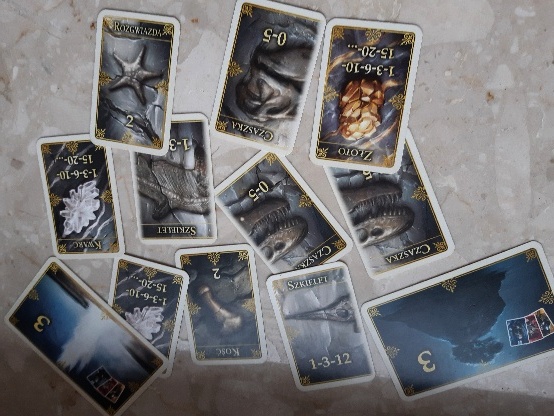 ROZGWIAZDA
2
0-5
CZASZKA
1-3-6-10-
15-20-...
ZŁOTO
1-3-6-10-
15-20-...
KWARC
1-3-
SZKIELET
0-5
CZASZKA
5
CZASZKA
3
1-3-6-10-
15-20-...
2
KOŚĆ
SZKIELET
1-3-12
3